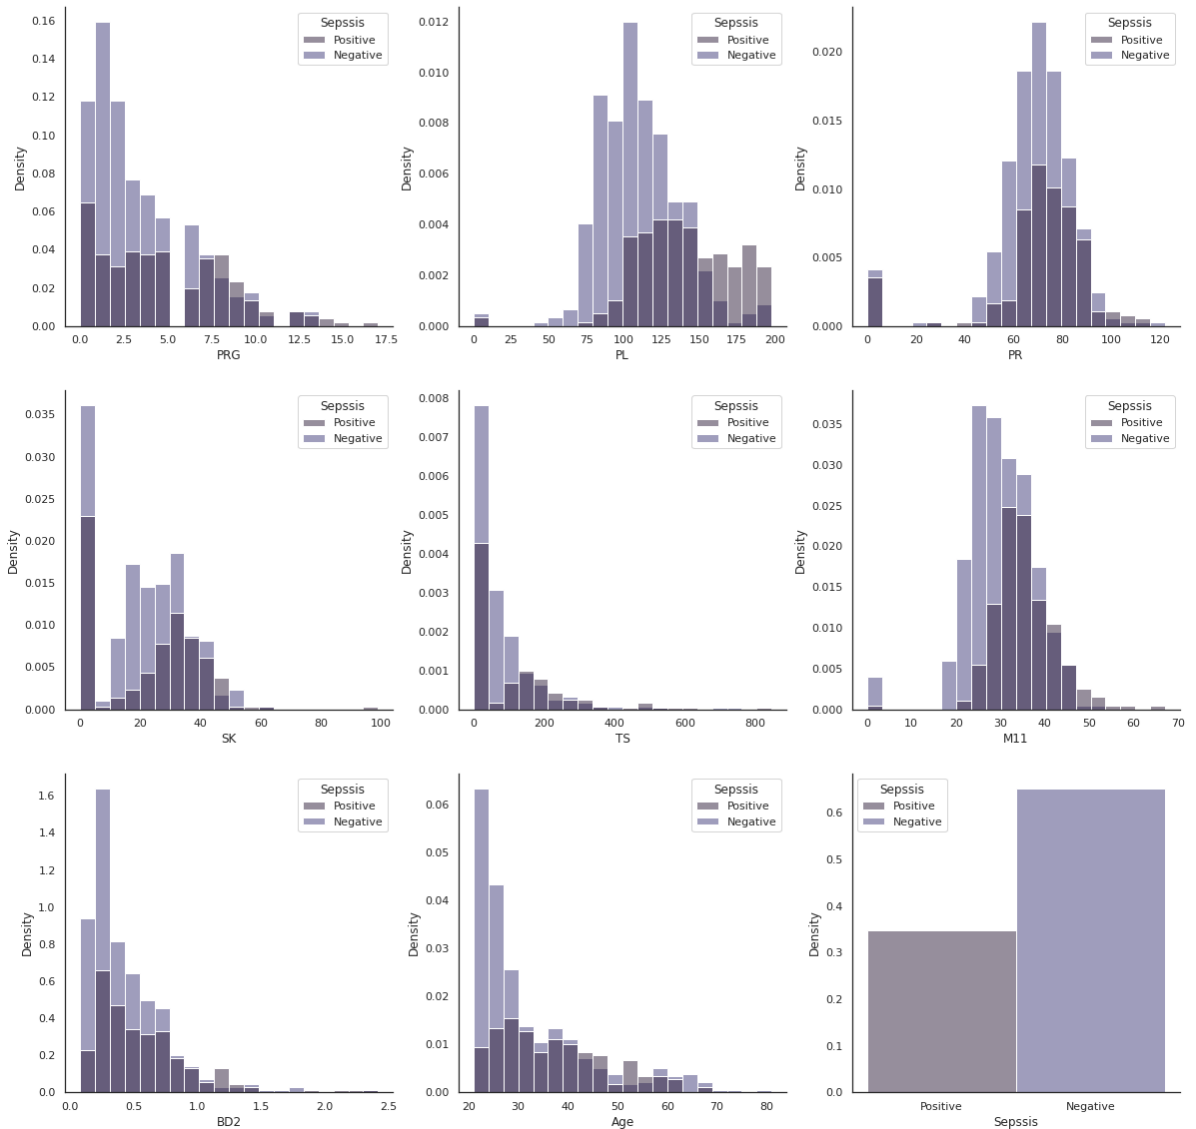 Sepssis
Positive
Negative
0.16
0.14
0.12
0.10
0.08
0.06
0.04
0.02
0.00
Density
0.0 2.5 5.0 7.5 10.0 12.5 15.0 17.5
PRG
Sepssis
Positive
Negative
0.012
0.010
0.008
0.006
0.004
0.002
0.000
Density
0 25 50 75 100 125 150 175 200
PL
Sepssis
Positive
Negative
0.020
0.015
0.010
0.005
0.000
Density
0 20 40 60 80 100 120
PR
Sepssis
Positive
Negative
0.035
0.030
0.025
0.020
0.015
0.010
0.005
0.000
Density
0 20 40 60 80 100
SK
Sepssis
Positive
Negative
0.008
0.007
0.006
0.005
0.004
0.003
0.002
0.001
0.000
Density
0 200 400 600 800
TS
Sepssis
Positive
Negative
0.035
0.030
0.025
0.020
0.015
0.010
0.005
0.000
Density
0 10 20 30 40 50 60 70
M11
Sepssis
Positive
Negative
1.6
1.4
1.2
1.0
0.8
0.6
0.4
0.2
0.0
Density
0.0 0.5 1.0 1.5 2.0 2.5
BD2
Sepssis
Positive
Negative
0.06
0.05
0.04
0.03
0.02
0.01
0.00
Density
20 30 40 50 60 70 80
Age
Sepssis
Positive
Negative
0.6
0.5
0.4
0.3
0.2
0.1
0.0
Density
Positive Negative
Sepssis